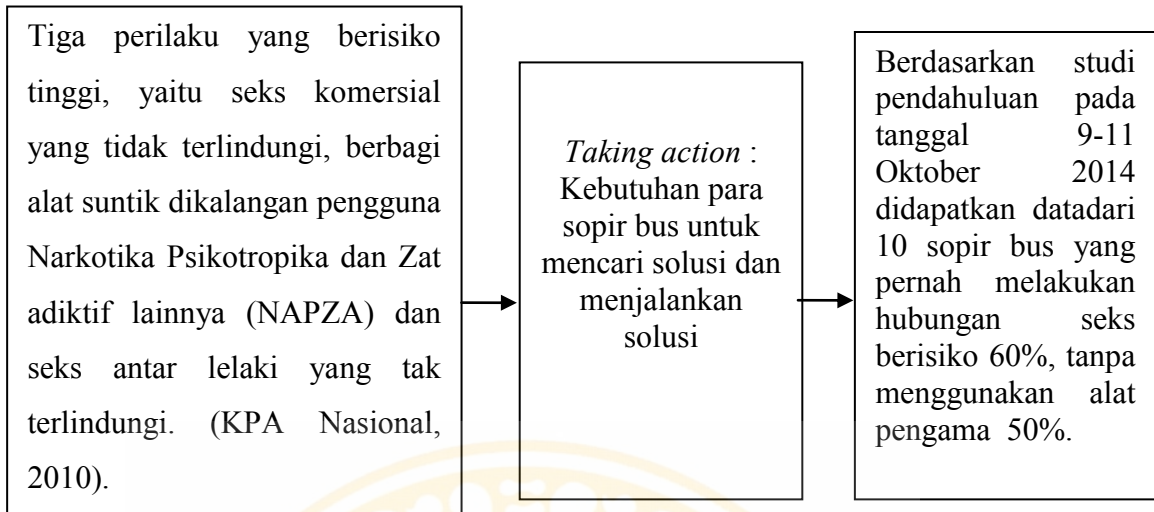 Tiga perilaku yang berisiko
tinggi, yaitu seks komersial
yang tidak terlindungi, berbagi
alat suntik dikalangan pengguna
Narkotika Psikotropika dan Zat
adiktif lainnya (NAPZA) dan
seks antar lelaki yang tak
terlindungi. (KPA Nasional,
2010).
Taking action :
Kebutuhan para
sopir bus untuk
mencari solusi dan
menjalankan
solusi
Berdasarkan studi
pendahuluan pada
tanggal 9-11
Oktober 2014
didapatkan datadari
10 sopir bus yang
pernah melakukan
hubungan seks
berisiko 60%, tanpa
menggunakan alat
pengama 50%.